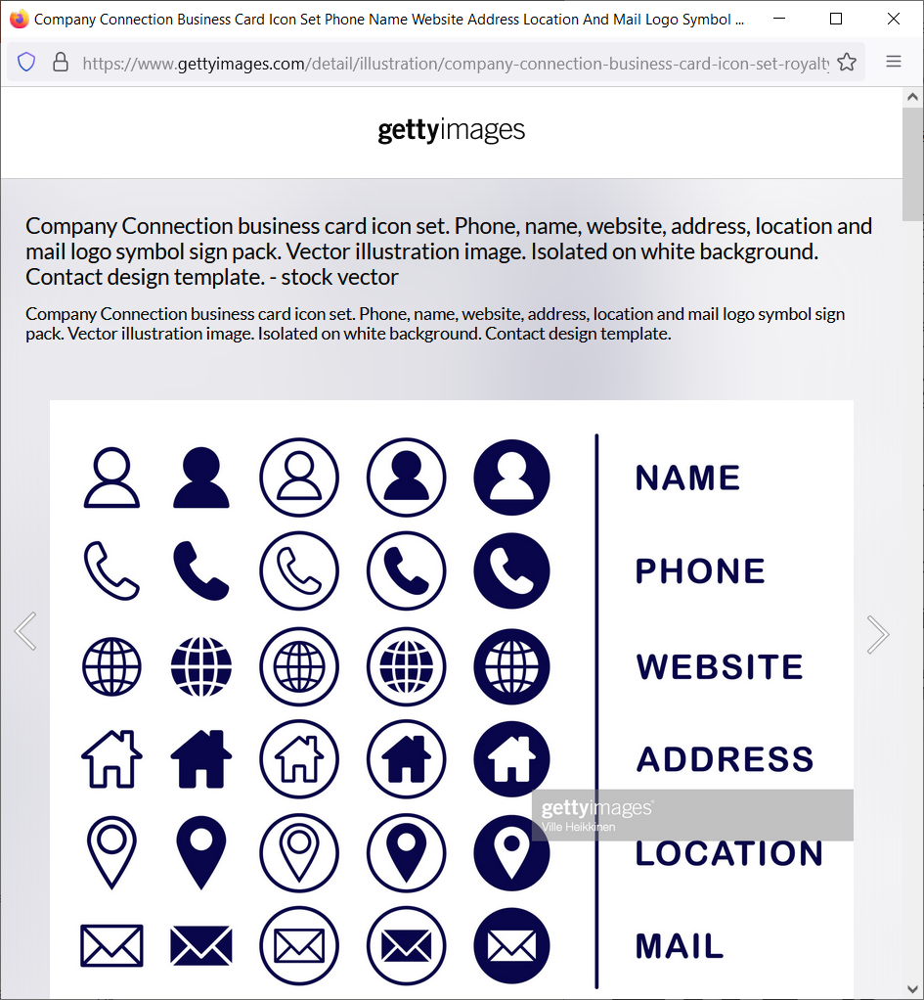 Company Connection Business Card Icon Set Phone Name Website Address Location And Mail Logo Symbol ...
https://www.gettyimages.com/detail/illustration/company-connection-business-card-icon-set-royalty
gettyimages
Company Connection business card icon set. Phone, name, website, address, location and
mail logo symbol sign pack. Vector illustration image. Isolated on white background.
Contact design template. - stock vector
Company Connection business card icon set. Phone, name, website, address, location and mail logo symbol sign
pack. Vector illustration image. Isolated on white background. Contact design template.
NAME
PHONE
WEBSITE
ADDRESS
gettyimages
Ville Heikkinen
LOCATION
MAIL